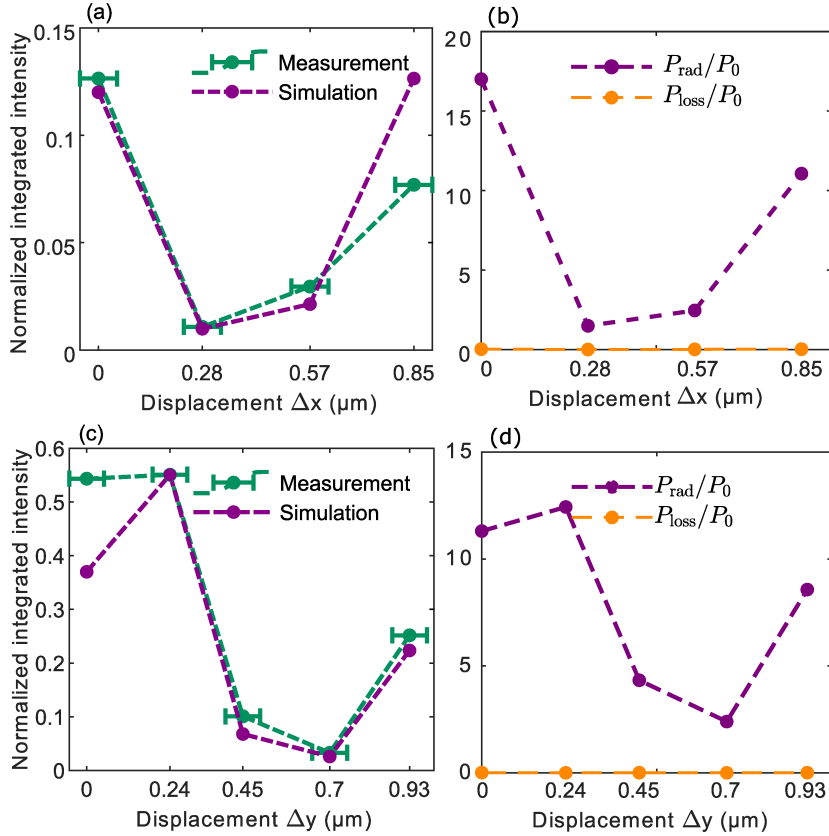 (a)
Normalized integrated intensity
0.15
0.1
0.05
0
Measurement
Simulation
0
0.28
0.57
0.85
Displacement Δx (μm)
(b)
20
15
10
5
0
P_rad/P_0
P_loss/P_0
0
0.28
0.57
0.85
Displacement Δx (μm)
(c)
Normalized integrated intensity
0.6
0.5
0.4
0.3
0.2
0.1
0
Measurement
Simulation
0
0.24
0.45
0.7
0.93
Displacement Δy (μm)
(d)
15
10
5
0
P_rad/P_0
P_loss/P_0
0
0.24
0.45
0.7
0.93
Displacement Δy (μm)